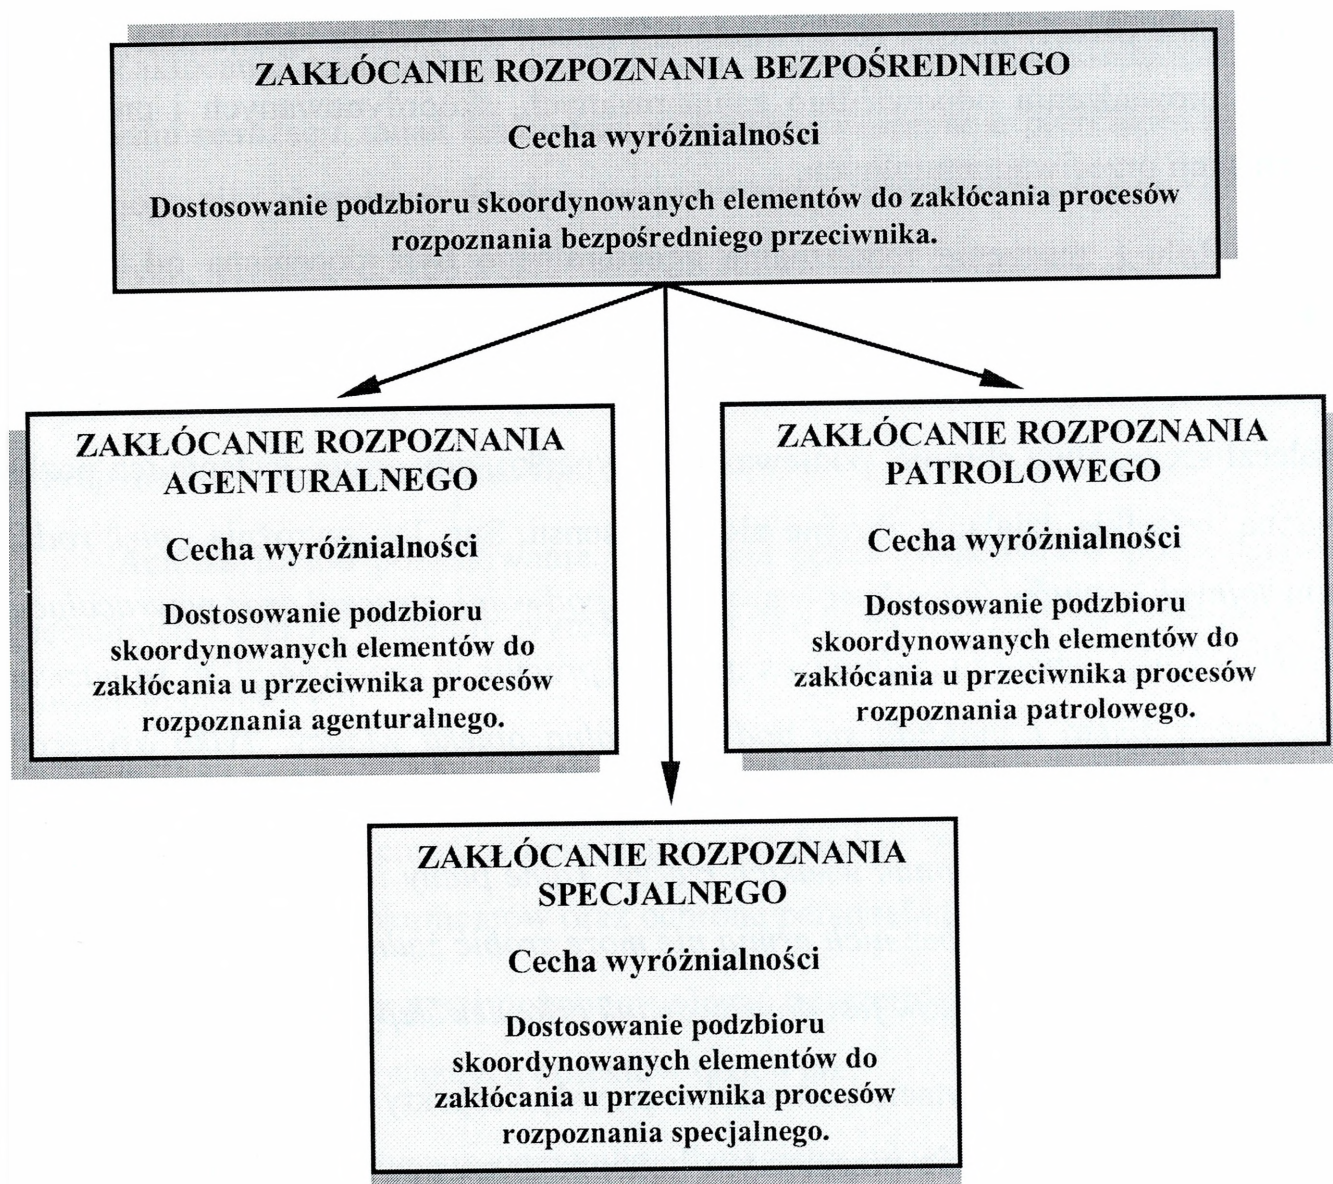 ZAKŁÓCANIE ROZPOZNANIA BEZPOŚREDNIEGO
Cecha wyróżnialności
Dostosowanie podzbioru skoordynowanych elementów do zakłócania procesów
rozpoznania bezpośredniego przeciwnika.
ZAKŁÓCANIE ROZPOZNANIA
AGENTURALNEGO
Cecha wyróżnialności
Dostosowanie podzbioru
skoordynowanych elementów do
zakłócania u przeciwnika procesów
rozpoznania agenturalnego.
ZAKŁÓCANIE ROZPOZNANIA
PATROLOWEGO
Cecha wyróżnialności
Dostosowanie podzbioru
skoordynowanych elementów do
zakłócania u przeciwnika procesów
rozpoznania patrolowego.
ZAKŁÓCANIE ROZPOZNANIA
SPECJALNEGO
Cecha wyróżnialności
Dostosowanie podzbioru
skoordynowanych elementów do
zakłócania u przeciwnika procesów
rozpoznania specjalnego.